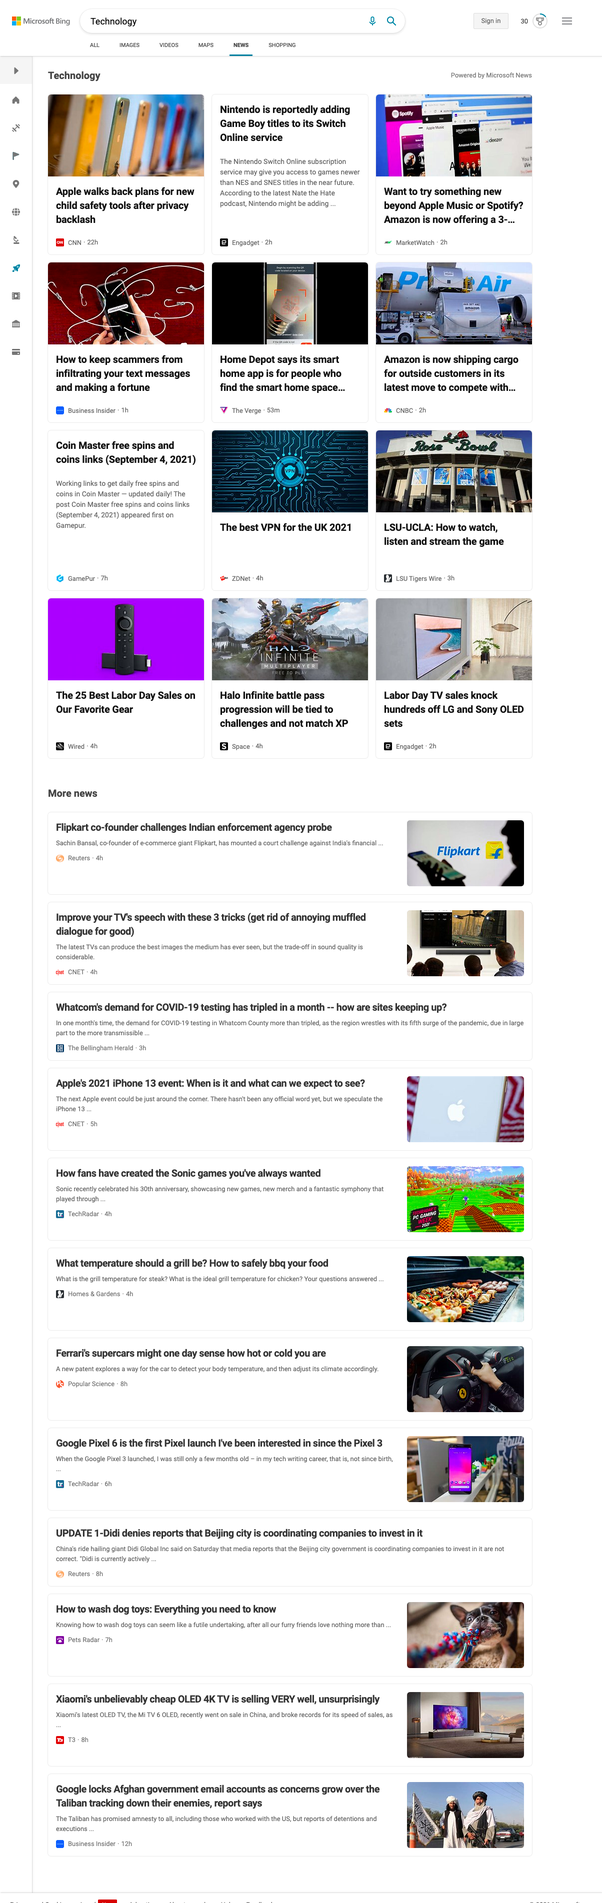 Microsoft Bing
Technology
Sign in
30
ALL IMAGES VIDEOS MAPS NEWS SHOPPING
Technology
Powered by Microsoft News
Apple walks back plans for new
child safety tools after privacy
backlash
CNN · 22h
Nintendo is reportedly adding
Game Boy titles to its Switch
Online service
The Nintendo Switch Online subscription
service may give you access to games newer
than NES and SNES titles in the near future.
According to the latest Nate the Hate
podcast, Nintendo might be adding ...
Engadget · 2h
Spotify
Want to try something new
beyond Apple Music or Spotify?
Amazon is now offering a 3-...
MarketWatch · 2h
How to keep scammers from
infiltrating your text messages
and making a fortune
Business Insider · 1h
Home Depot says its smart
home app is for people who
find the smart home space...
The Verge · 53m
Pr Air
Amazon is now shipping cargo
for outside customers in its
latest move to compete with...
CNBC · 2h
Coin Master free spins and
coins links (September 4, 2021)
Working links to get daily free spins and
coins in Coin Master — updated daily! The
post Coin Master free spins and coins links
(September 4, 2021) appeared first on
Gamepur.
GamePur · 7h
VPN
The best VPN for the UK 2021
ZDNet · 4h
Rose Bowl
LSU-UCLA: How to watch,
listen and stream the game
LSU Tigers Wire · 3h
The 25 Best Labor Day Sales on
Our Favorite Gear
Wired · 4h
HALO
INFINITE
MULTIPLAYER
FREE TO PLAY
Halo Infinite battle pass
progression will be tied to
challenges and not match XP
Space · 4h
Labor Day TV sales knock
hundreds off LG and Sony OLED
sets
Engadget · 2h
More news
Flipkart co-founder challenges Indian enforcement agency probe
Sachin Bansal, co-founder of e-commerce giant Flipkart, has mounted a court challenge against India's financial ...
Reuters · 4h
Flipkart
Improve your TV's speech with these 3 tricks (get rid of annoying muffled
dialogue for good)
The latest TVs can produce the best images the medium has ever seen, but the trade-off in sound quality is
considerable.
CNET · 4h
Whatcom's demand for COVID-19 testing has tripled in a month -- how are sites keeping up?
In one month's time, the demand for COVID-19 testing in Whatcom County more than tripled, as the region wrestles with its fifth surge of the pandemic, due in large
part to the more transmissible ...
The Bellingham Herald · 3h
Apple's 2021 iPhone 13 event: When is it and what can we expect to see?
The next Apple event could be just around the corner. There hasn't been any official word yet, but we speculate the
iPhone 13 ...
CNET · 5h
How fans have created the Sonic games you've always wanted
Sonic recently celebrated his 30th anniversary, showcasing new games, new merch and a fantastic symphony that
played through ...
TechRadar · 4h
PC GAMING
What temperature should a grill be? How to safely bbq your food
What is the grill temperature for steak? What is the ideal grill temperature for chicken? Your questions answered ...
Homes & Gardens · 4h
Ferrari's supercars might one day sense how hot or cold you are
A new patent explores a way for the car to detect your body temperature, and then adjust its climate accordingly.
Popular Science · 8h
Google Pixel 6 is the first Pixel launch I've been interested in since the Pixel 3
When the Google Pixel 3 launched, I was still only a few months old – in my tech writing career, that is, not since birth,
...
TechRadar · 6h
UPDATE 1-Didi denies reports that Beijing city is coordinating companies to invest in it
China's ride hailing giant Didi Global Inc said on Saturday that media reports that the Beijing city government is coordinating companies to invest in it are not
correct. "Didi is currently actively ...
Reuters · 8h
How to wash dog toys: Everything you need to know
Knowing how to wash dog toys can seem like a futile undertaking, after all our furry friends love nothing more than ...
Pets Radar · 7h
Xiaomi's unbelievably cheap OLED 4K TV is selling VERY well, unsurprisingly
Xiaomi's latest OLED TV, the Mi TV 6 OLED, recently went on sale in China, and broke records for its speed of sales, as
...
T3 · 8h
Google locks Afghan government email accounts as concerns grow over the
Taliban tracking down their enemies, report says
The Taliban has promised amnesty to all, including those who worked with the US, but reports of detentions and
executions ...
Business Insider · 12h